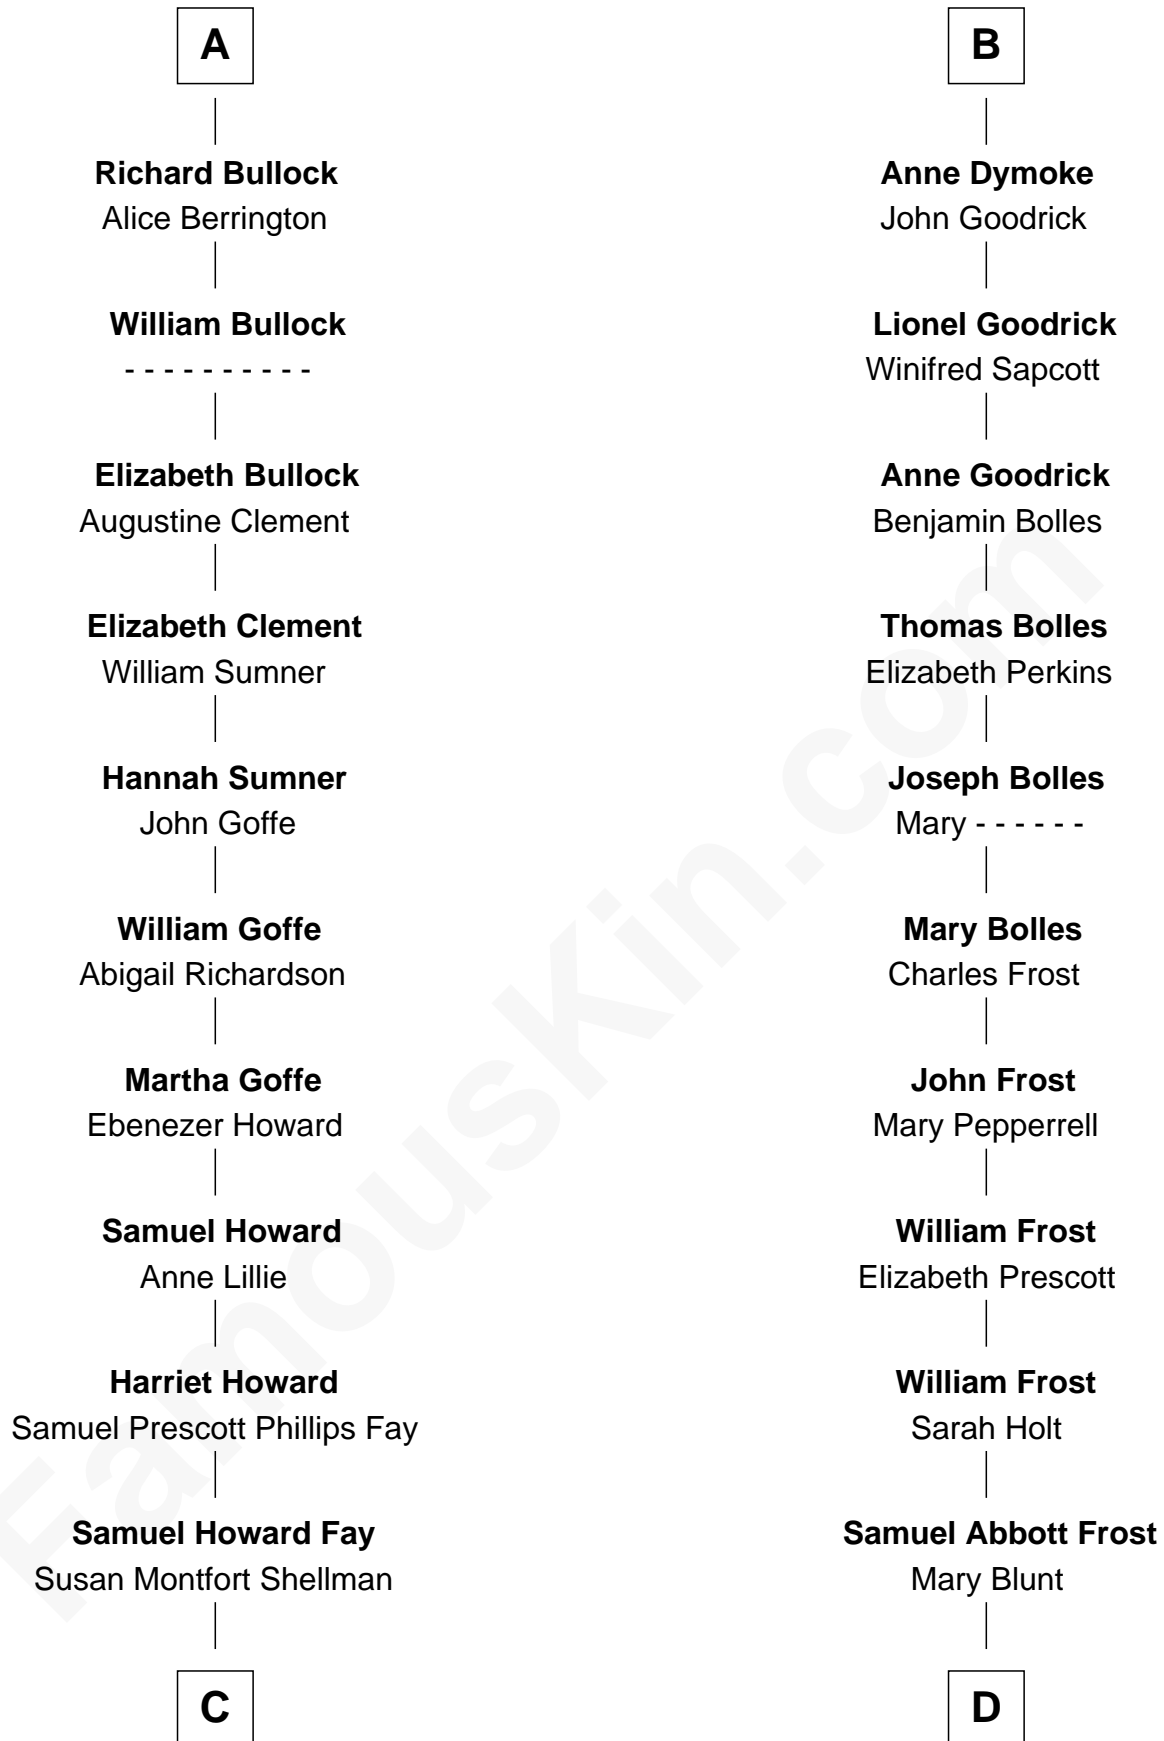 A
Richard Bullock
Alice Berrington
William Bullock
- - - - - - - - - -
Elizabeth Bullock
Augustine Clement
Elizabeth Clement
William Sumner
Hannah Sumner
John Goffe
William Goffe
Abigail Richardson
Martha Goffe
Ebenezer Howard
Samuel Howard
Anne Lillie
Harriet Howard
Samuel Prescott Phillips Fay
Samuel Howard Fay
Susan Montfort Shellman
C
B
Anne Dymoke
John Goodrick
Lionel Goodrick
Winifred Sapcott
Anne Goodrick
Benjamin Bolles
Thomas Bolles
Elizabeth Perkins
Joseph Bolles
Mary - - - - - -
Mary Bolles
Charles Frost
John Frost
Mary Pepperrell
William Frost
Elizabeth Prescott
William Frost
Sarah Holt
Samuel Abbott Frost
Mary Blunt
D
FamousKin.com